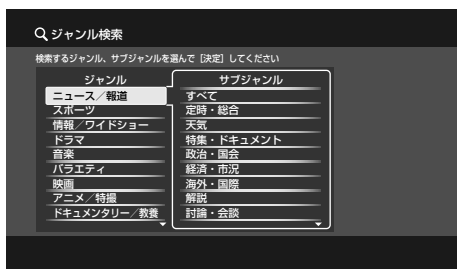 ジャンル検索
検索するジャンル、サブジャンルを選んで［決定］してください
ジャンル
ニュース／報道
スポーツ
情報／ワイドショー
ドラマ
音楽
バラエティ
映画
アニメ／特撮
ドキュメンタリー／教養
サブジャンル
すべて
定時・総合
天気
特集・ドキュメント
政治・国会
経済・市況
海外・国際
解説
討論・会談